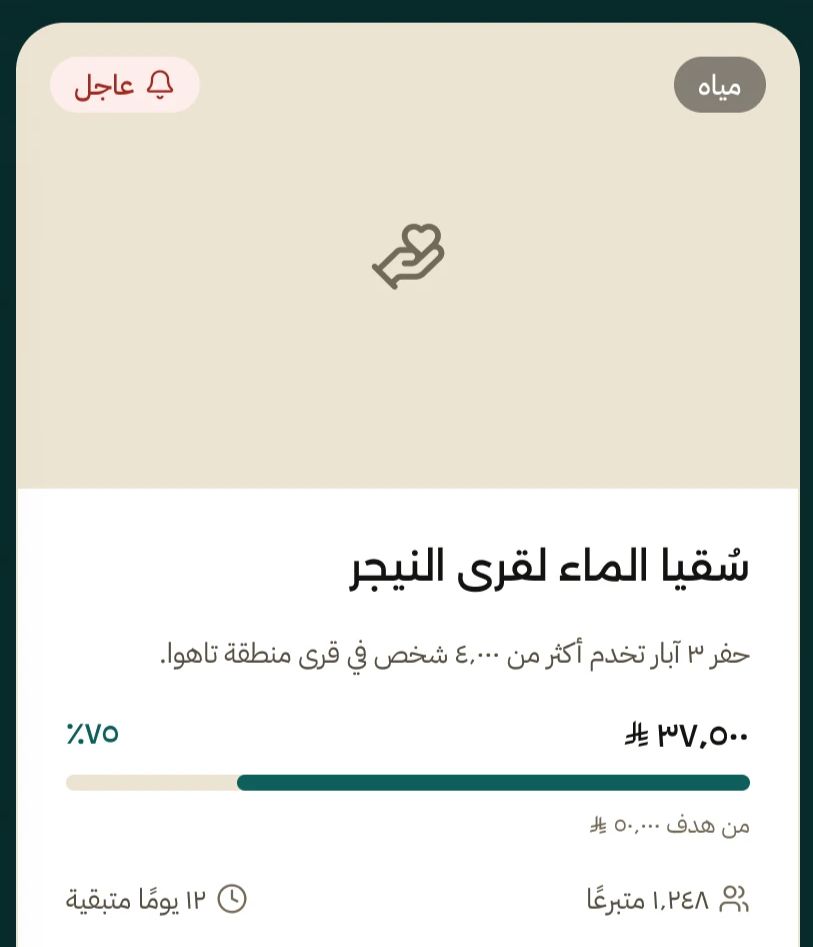 مياه
عاجل
سُقيا الماء لقرى النيجر
حفر ٣ آبار تخدم أكثر من ٤,٠٠٠ شخص في قرى منطقة تاهوا.
٣٧,٥٠٠ ⃁
٧٥٪
من هدف ٥٠,٠٠٠ ⃁
١,٢٤٨ متبرعًا
١٢ يومًا متبقية